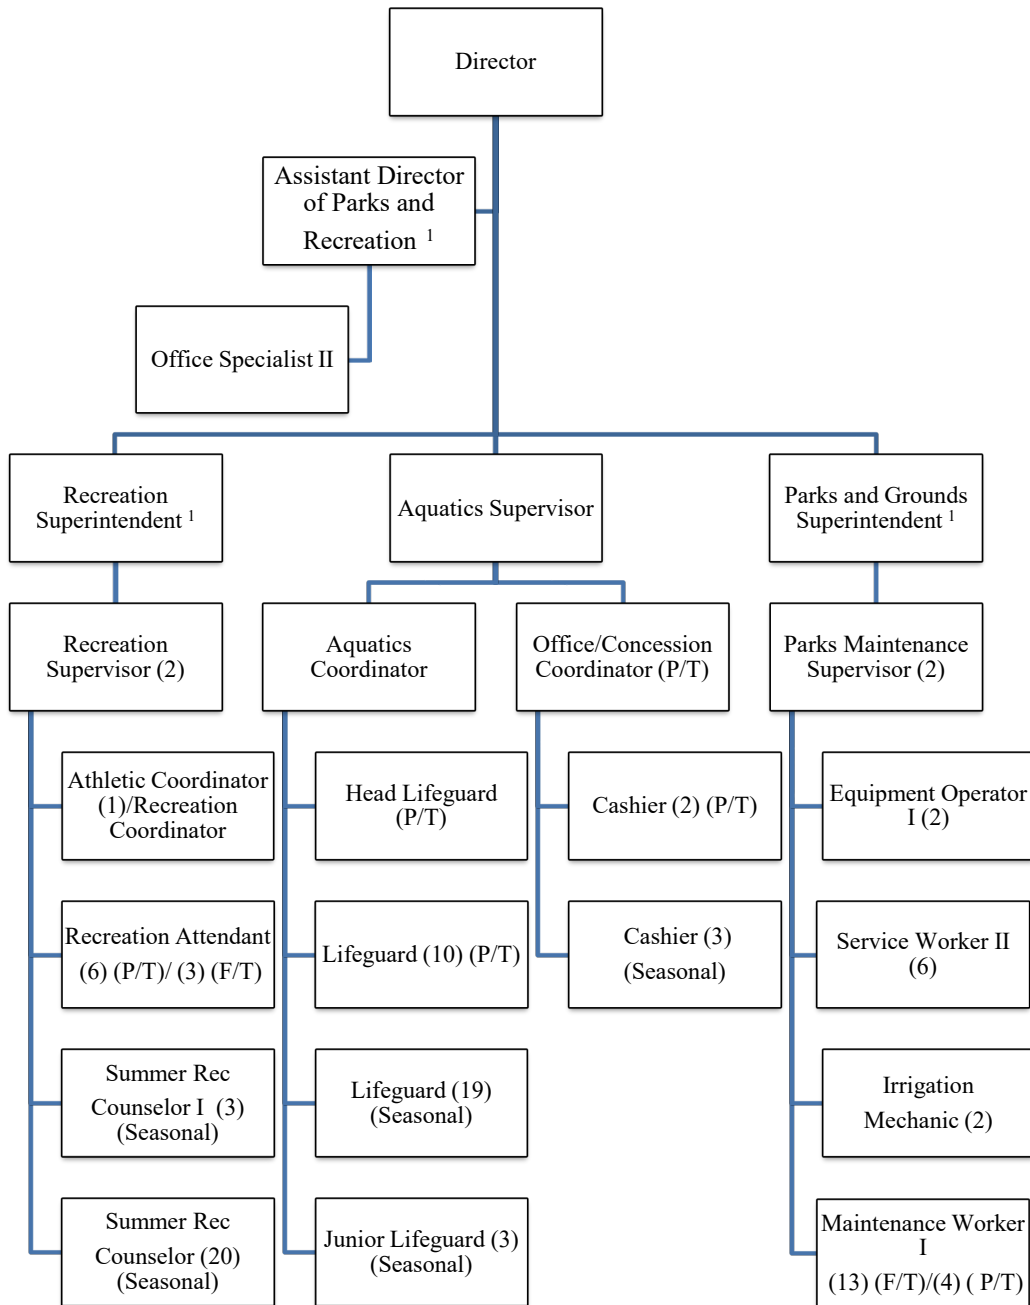 Director
Assistant Director
of Parks and
Recreation 1
Office Specialist II
Recreation
Superintendent 1
Aquatics Supervisor
Parks and Grounds
Superintendent 1
Recreation
Supervisor (2)
Aquatics
Coordinator
Office/Concession
Coordinator (P/T)
Parks Maintenance
Supervisor (2)
Athletic Coordinator
(1)/Recreation
Coordinator
Head Lifeguard
(P/T)
Cashier (2) (P/T)
Equipment Operator
I (2)
Recreation Attendant
(6) (P/T)/ (3) (F/T)
Lifeguard (10) (P/T)
Cashier (3)
(Seasonal)
Service Worker II
(6)
Summer Rec
Counselor I (3)
(Seasonal)
Lifeguard (19)
(Seasonal)
Irrigation
Mechanic (2)
Summer Rec
Counselor (20)
(Seasonal)
Junior Lifeguard (3)
(Seasonal)
Maintenance Worker
I
(13) (F/T)/(4) ( P/T)